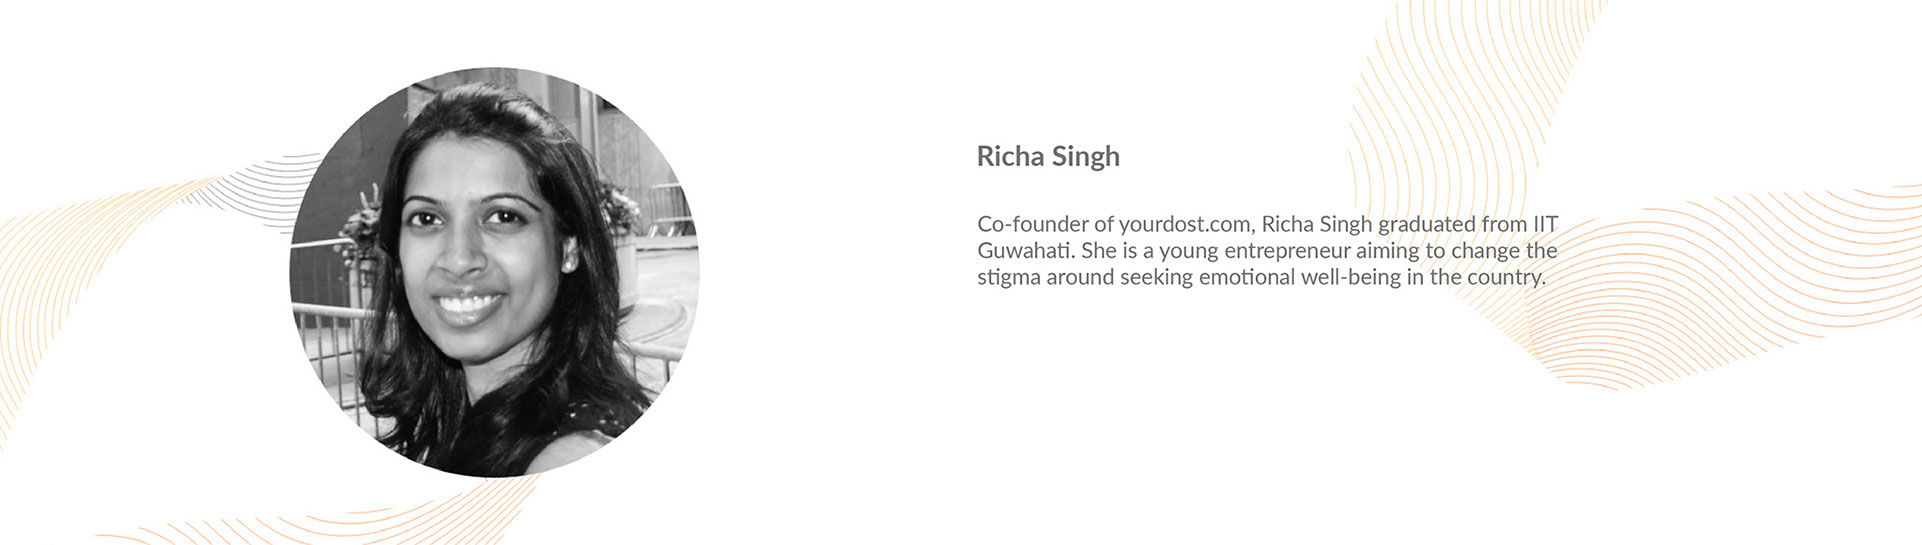 Richa Singh
Co-founder of yourdost.com, Richa Singh graduated from IIT
Guwahati. She is a young entrepreneur aiming to change the
stigma around seeking emotional well-being in the country.